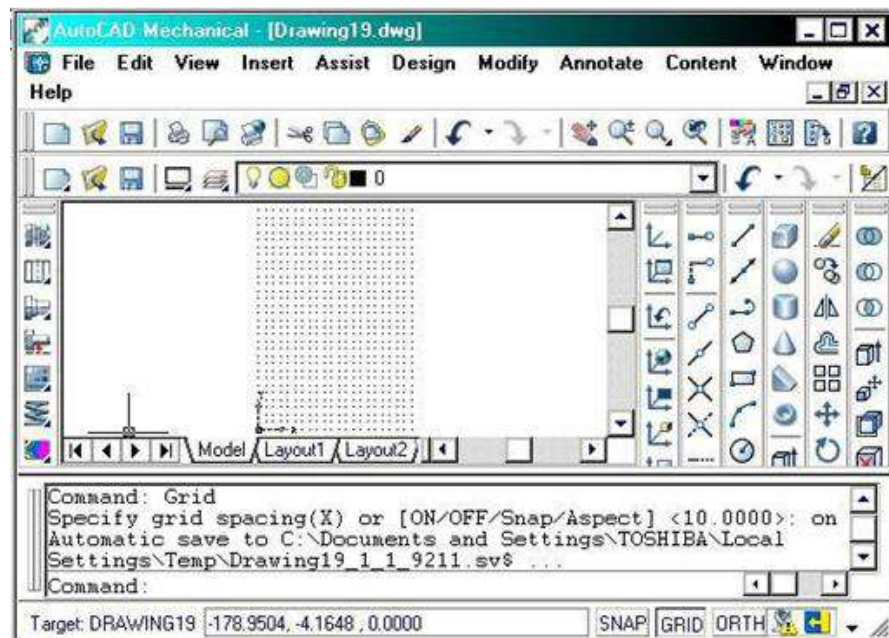 AutoCAD Mechanical - [Drawing19.dwg]
File Edit View Insert Assist Design Modify Annotate Content Window
Help
0
Model Layout1 Layout2
Command: Grid
Specify grid spacing(X) or [ON/OFF/Snap/Aspect] <10.0000>: on
Automatic save to C:\Documents and Settings\TOSHIBA\Local
Settings\Temp\Drawing19_1_1_9211.sv$ ...
Command:
Target: DRAWING19 -178.9504, -4.1648 , 0.0000 SNAP GRID ORTH